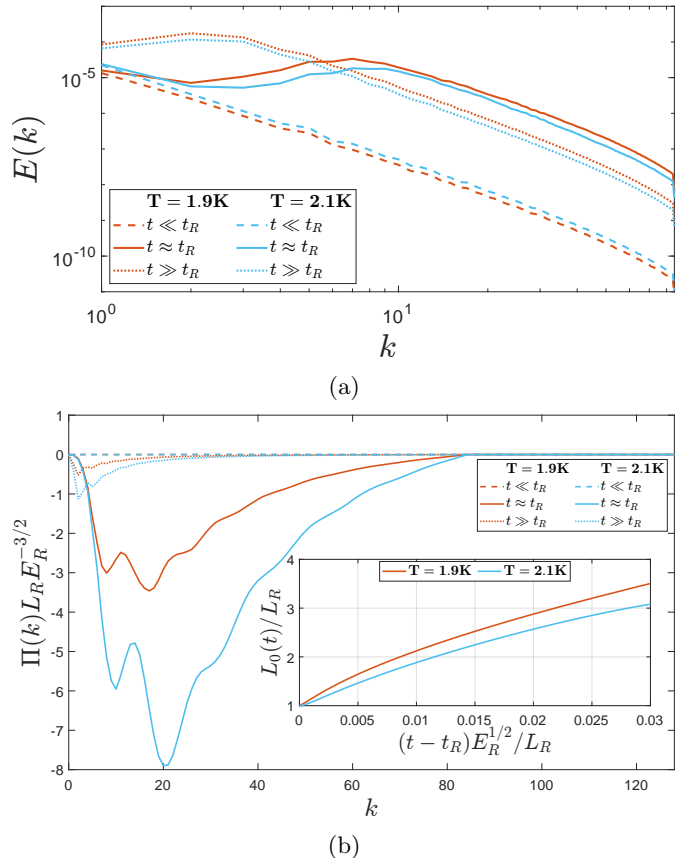 E(k)
10^{-5}
10^{-10}
T = 1.9K T = 2.1K
t ≪ t_R t ≪ t_R
t ≈ t_R t ≈ t_R
t ≫ t_R t ≫ t_R
10^0 10^1
k
(a)
Π(k)L_R E_R^{-3/2}
1
0
-1
-2
-3
-4
-5
-6
-7
-8
T = 1.9K T = 2.1K
t ≪ t_R t ≪ t_R
t ≈ t_R t ≈ t_R
t ≫ t_R t ≫ t_R
T = 1.9K T = 2.1K
L_0(t)/L_R
4
3
2
1
0 0.005 0.01 0.015 0.02 0.025 0.03
(t − t_R)E_R^{1/2}/L_R
0 20 40 60 80 100 120
k
(b)